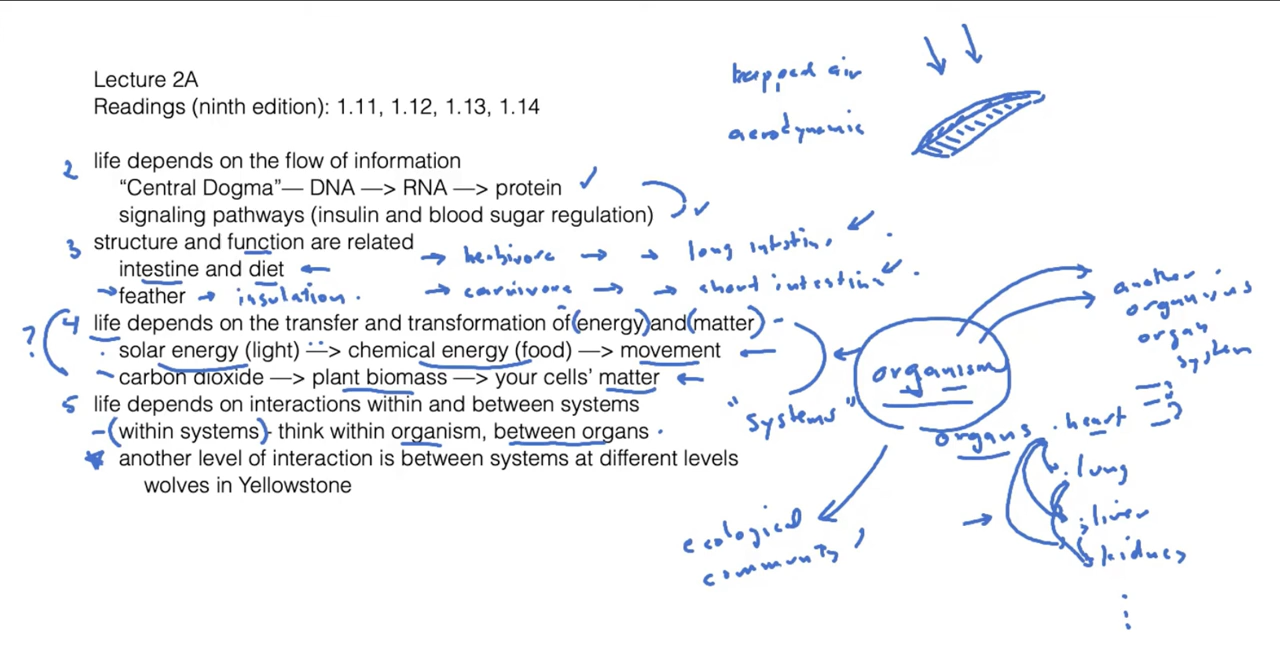 Lecture 2A
Readings (ninth edition): 1.11, 1.12, 1.13, 1.14
trapped air
aerodynamic
2 life depends on the flow of information
“Central Dogma”— DNA —> RNA —> protein ✓
signaling pathways (insulin and blood sugar regulation) ✓
3 structure and function are related
→ herbivore → → long intestin
intestine and diet ←
→ carnivore → → short intestin
→ feather → insulation.
? 4 life depends on the transfer and transformation of (energy) and (matter) -
solar energy (light) —> chemical energy (food) —> movement ←
- carbon dioxide —> plant biomass —> your cells’ matter ←
5 life depends on interactions within and between systems
- (within systems) - think within organism, between organs .
another level of interaction is between systems at different levels
wolves in Yellowstone
"systems"
organism
another
organ
system
organs . heart
. lung
liver
kidney
ecological
community